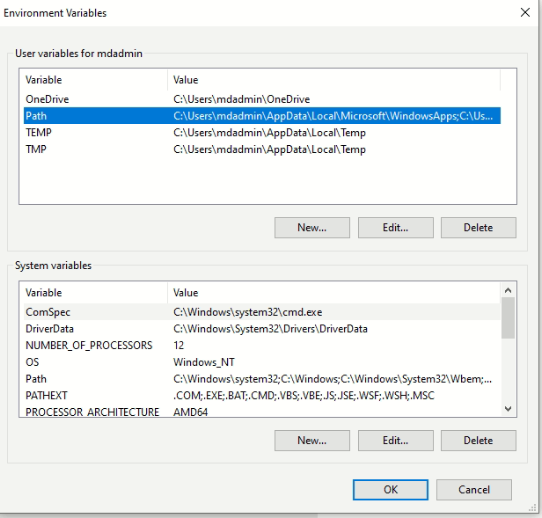 Environment Variables
User variables for mdadmin
Variable Value
OneDrive C:\Users\mdadmin\OneDrive
Path C:\Users\mdadmin\AppData\Local\Microsoft\WindowsApps;C:\Us...
TEMP C:\Users\mdadmin\AppData\Local\Temp
TMP C:\Users\mdadmin\AppData\Local\Temp
New... Edit... Delete
System variables
Variable Value
ComSpec C:\Windows\system32\cmd.exe
DriverData C:\Windows\System32\Drivers\DriverData
NUMBER_OF_PROCESSORS 12
OS Windows_NT
Path C:\Windows\system32;C:\Windows;C:\Windows\System32\Wbem;...
PATHEXT .COM;.EXE;.BAT;.CMD;.VBS;.VBE;.JS;.JSE;.WSF;.WSH;.MSC
PROCESSOR_ARCHITECTURE AMD64
New... Edit... Delete
OK Cancel